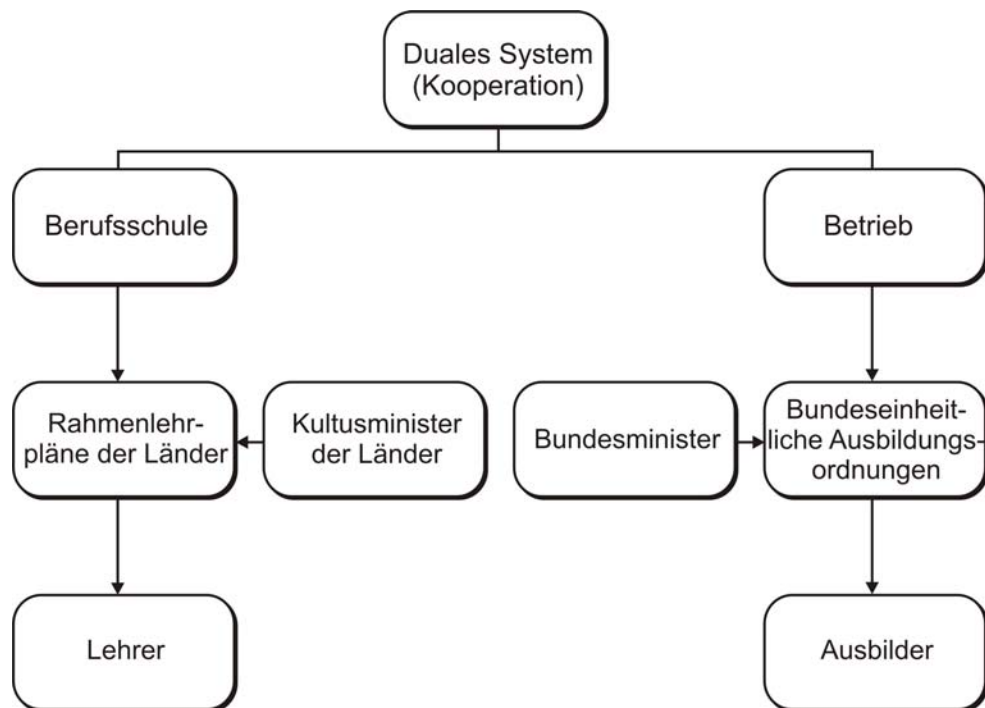 Duales System
(Kooperation)
Berufsschule
Betrieb
Rahmenlehr-
pläne der Länder
Kultusminister
der Länder
Bundesminister
Bundeseinheit-
liche Ausbildungs-
ordnungen
Lehrer
Ausbilder